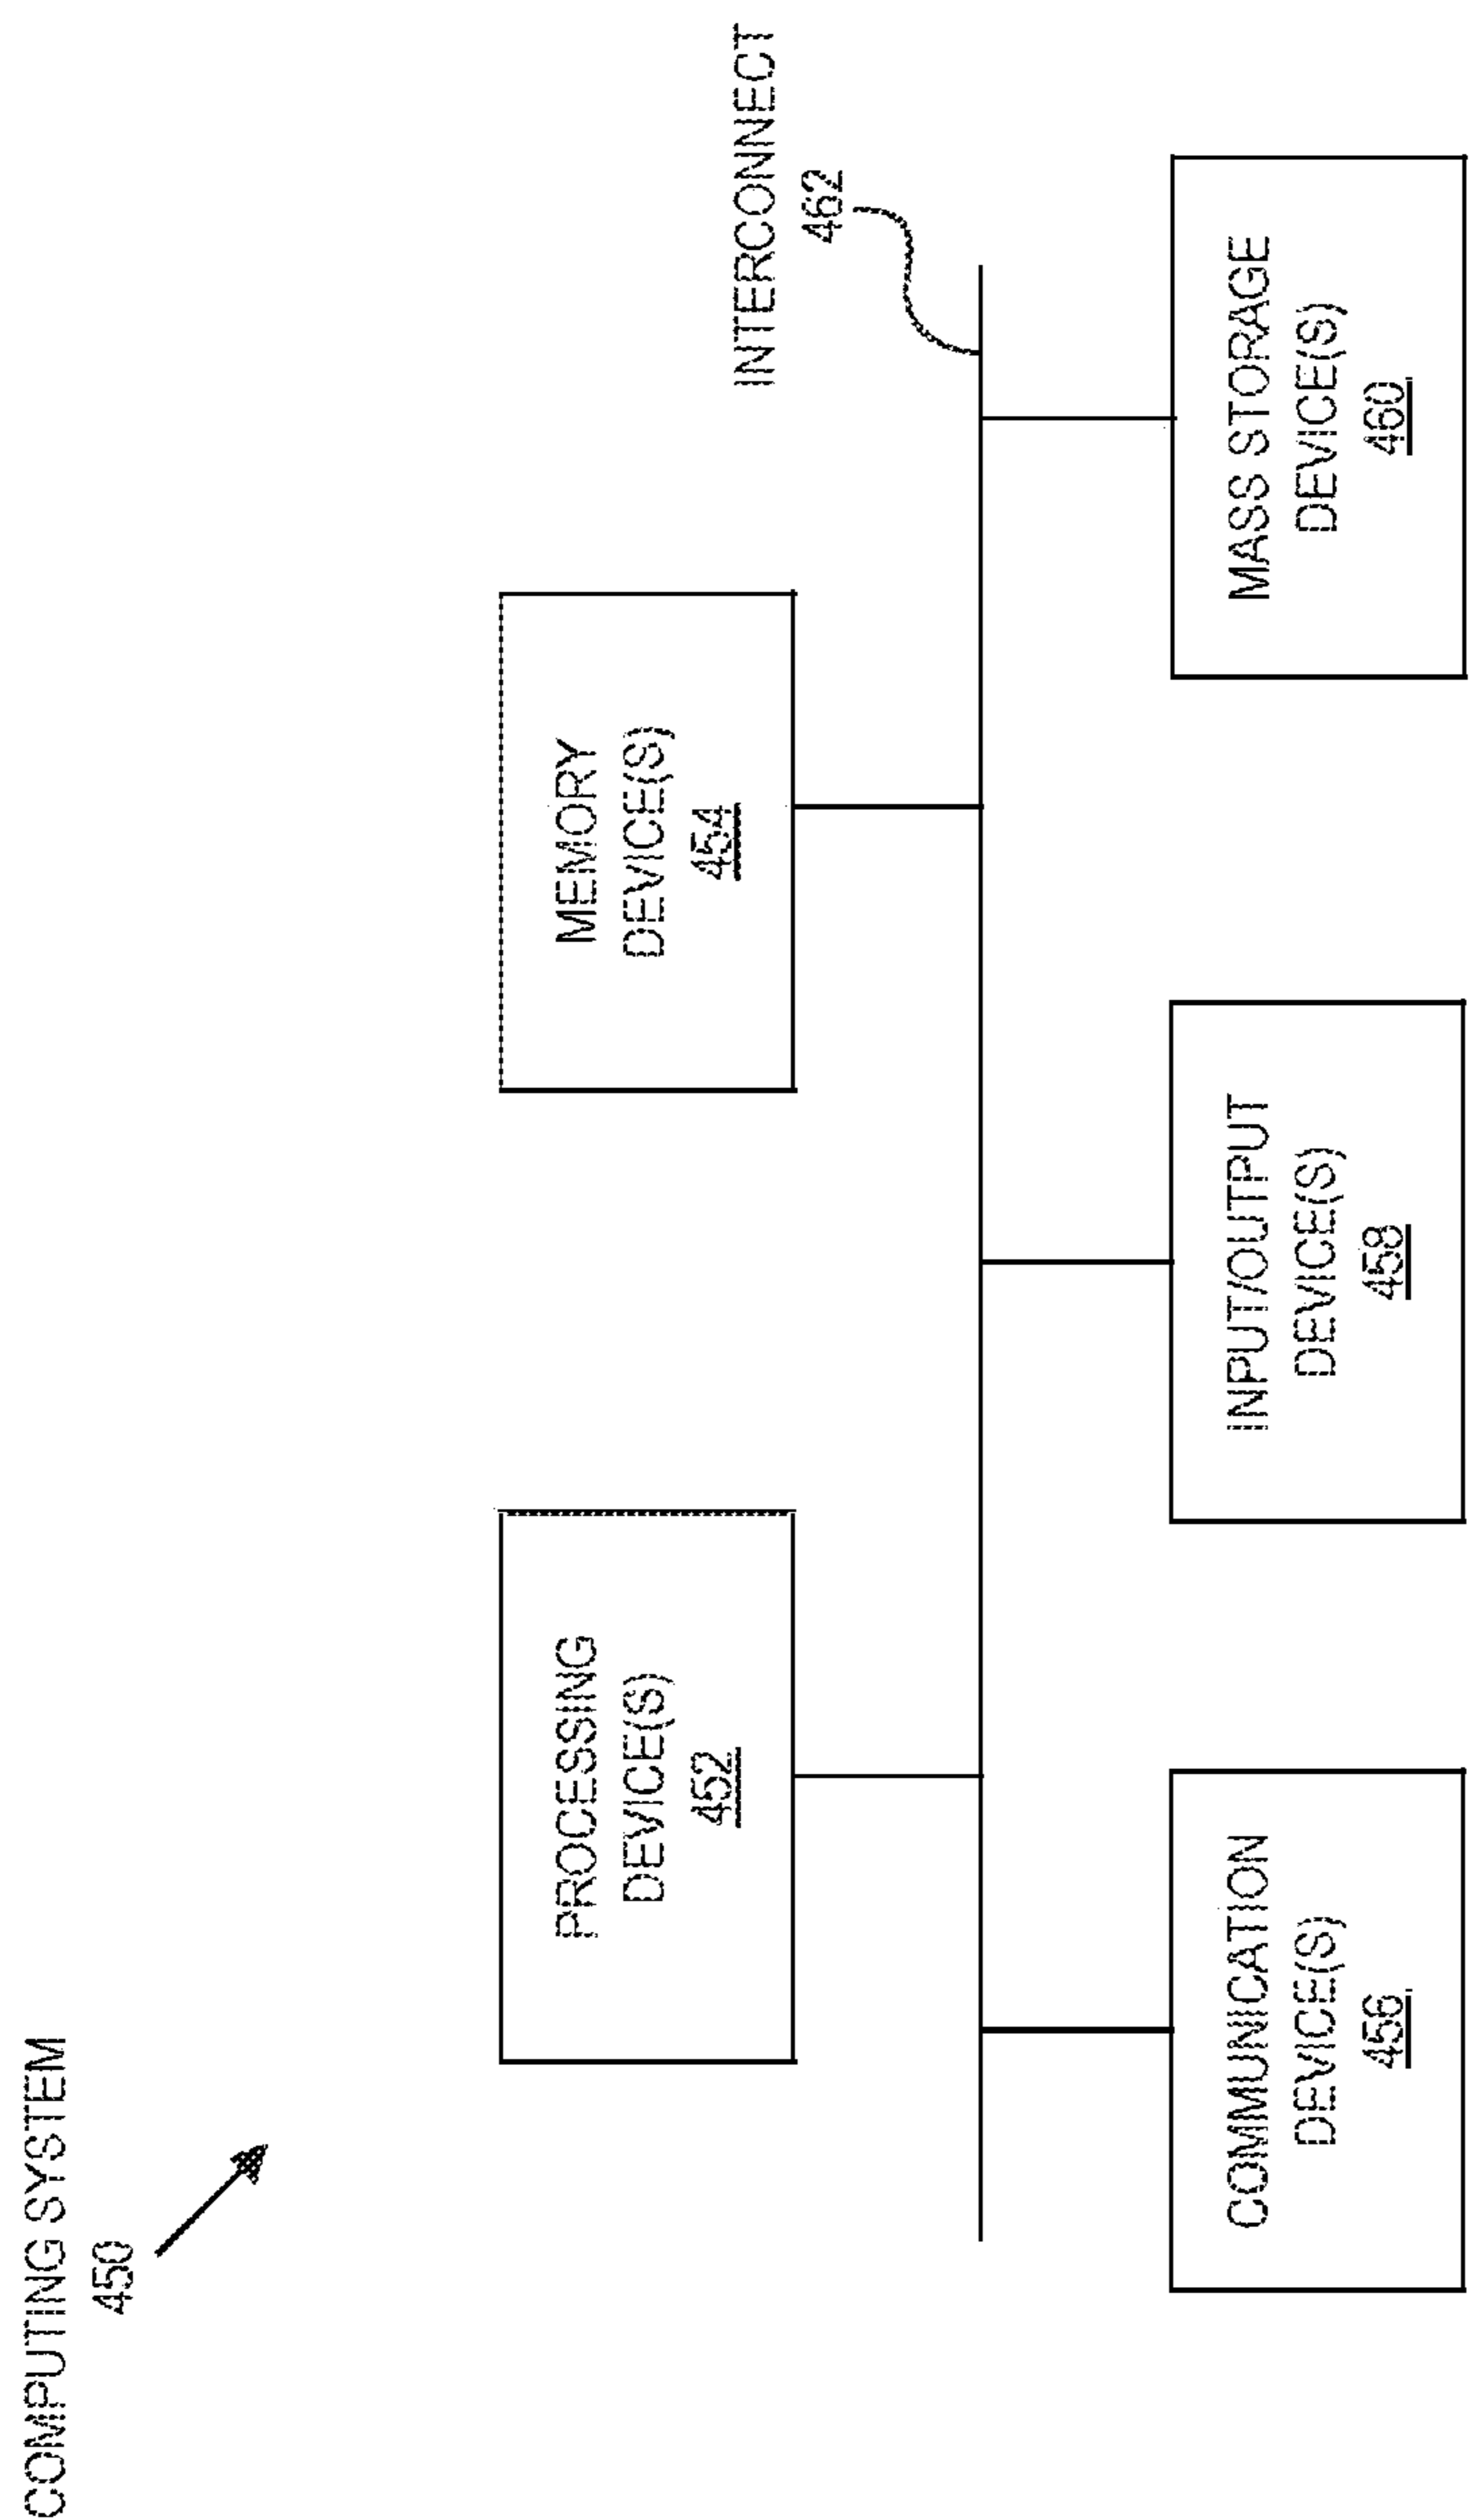 COMPUTING SYSTEM
450
PROCESSING
DEVICE(S)
452
MEMORY
DEVICE(S)
454
INTERCONNECT
462
COMMUNICATION
DEVICE(S)
456
INPUT/OUTPUT
DEVICE(S)
458
MASS STORAGE
DEVICE(S)
460